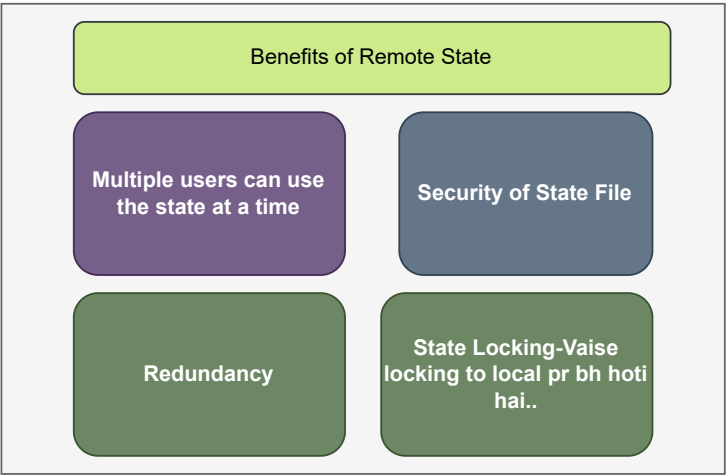 Benefits of Remote State
Multiple users can use
the state at a time
Security of State File
Redundancy
State Locking-Vaise
locking to local pr bh hoti
hai..